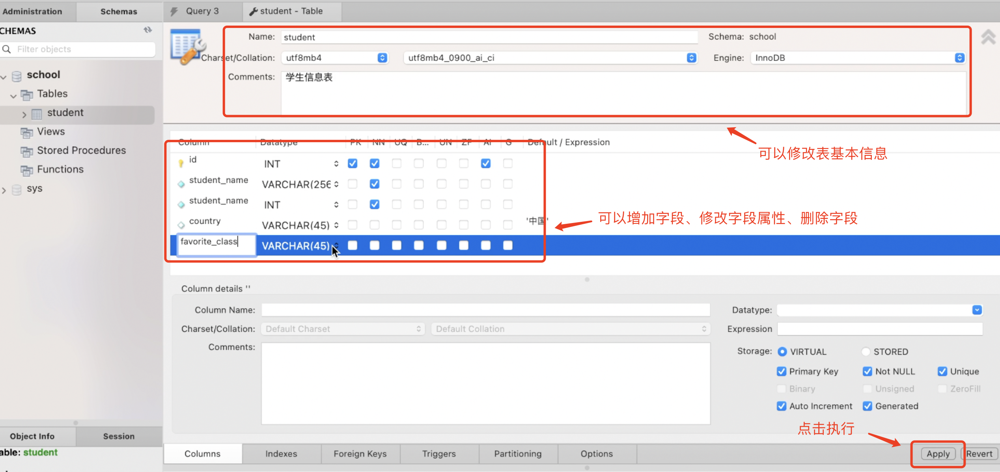 Administration
Schemas
Query 3
student - Table
CHEMAS
Filter objects
school
Tables
student
Views
Stored Procedures
Functions
sys
Name: student
Schema: school
Charset/Collation: utf8mb4 utf8mb4_0900_ai_ci
Engine: InnoDB
Comments: 学生信息表
可以修改表基本信息
Column Datatype PK NN UQ B... UN ZF AI G Default / Expression
id INT
student_name VARCHAR(256
student_name INT
country VARCHAR(45) '中国'
favorite_class VARCHAR(45)
可以增加字段、修改字段属性、删除字段
Column details ''
Column Name:
Datatype:
Charset/Collation: Default Charset Default Collation
Expression
Comments:
Storage: VIRTUAL STORED
Primary Key Not NULL Unique
Binary Unsigned ZeroFill
Auto Increment Generated
点击执行
Object Info
Session
able: student
Columns Indexes Foreign Keys Triggers Partitioning Options
Apply Revert